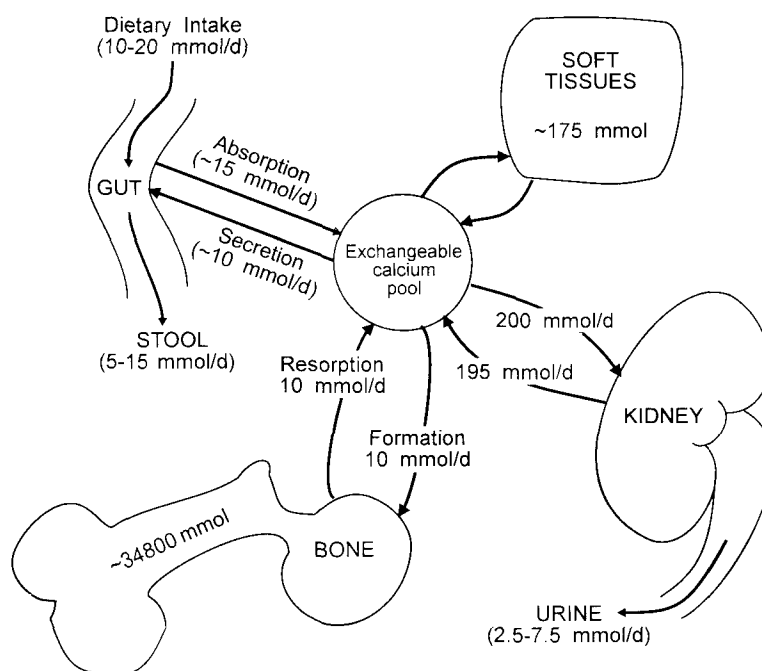 Dietary Intake
(10-20 mmol/d)
SOFT
TISSUES
~175 mmol
Absorption
(~15 mmol/d)
GUT
Secretion
(~10 mmol/d)
Exchangeable
calcium
pool
STOOL
(5-15 mmol/d)
200 mmol/d
195 mmol/d
Resorption
10 mmol/d
KIDNEY
Formation
10 mmol/d
~34800 mmol
BONE
URINE
(2.5-7.5 mmol/d)